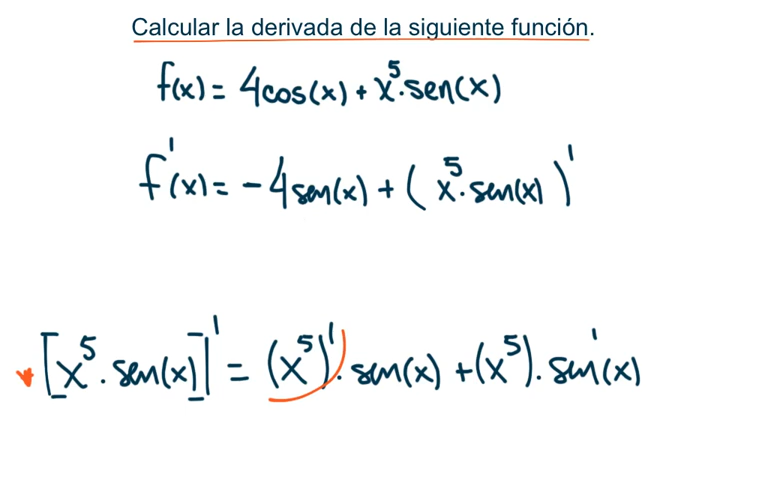 Calcular la derivada de la siguiente función.
f(x) = 4cos(x) + x⁵·sen(x)
f'(x) = -4sen(x) + (x⁵·sen(x))'
[x⁵·sen(x)]' = (x⁵)'·sen(x) + (x⁵)·sen'(x)